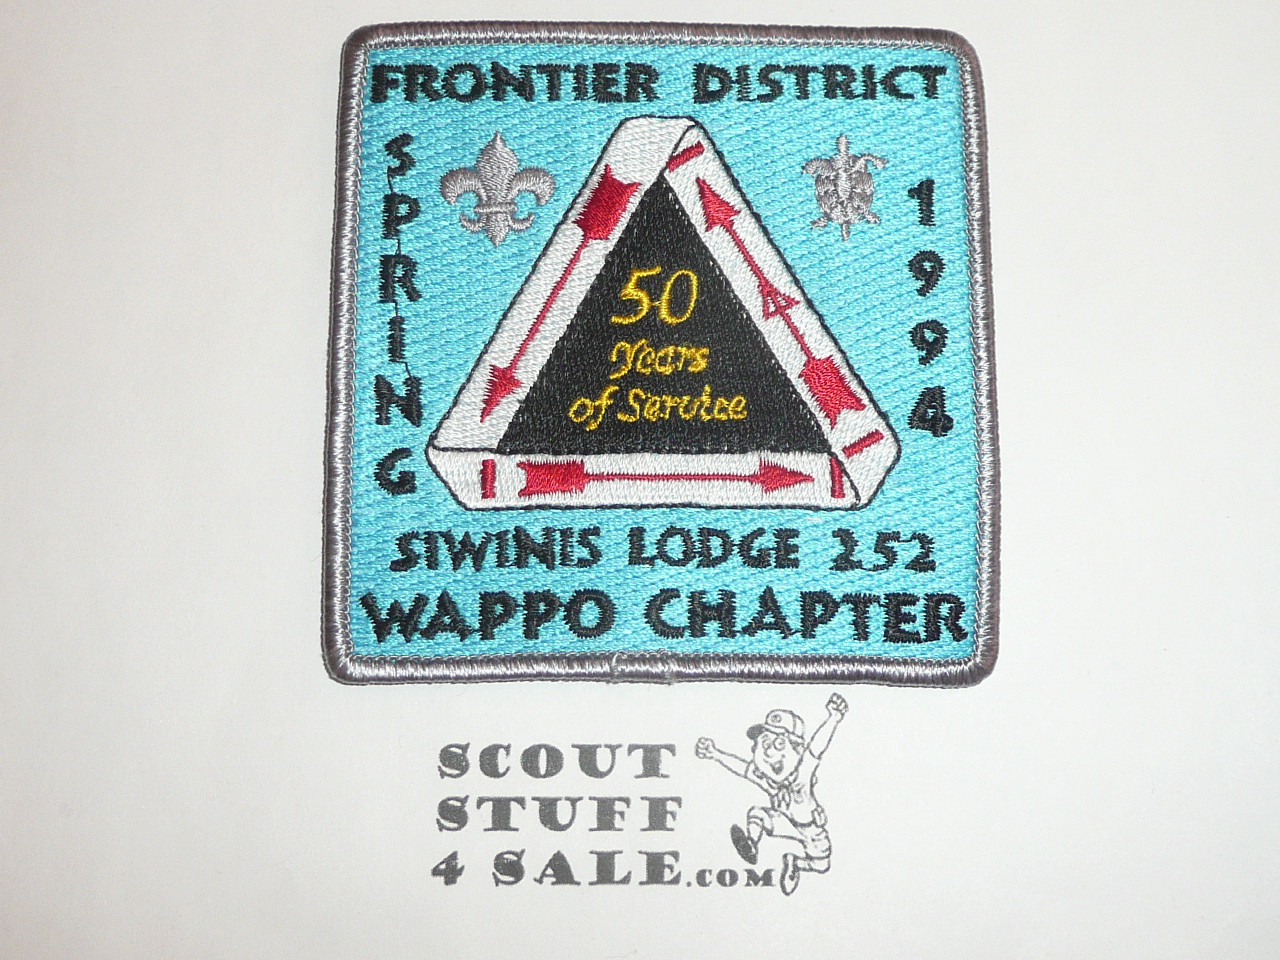 FRONTIER DISTRICT
SPRING
1994
50
Years
of Service
SIWINIS LODGE 252
WAPPO CHAPTER
SCOUT
STUFF
4 SALE.COM